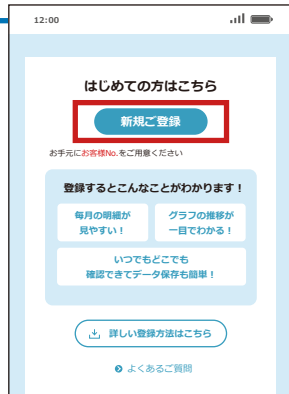 12:00
はじめての方はこちら
新規ご登録
お手元にお客様No.をご用意ください
登録するとこんなことがわかります！
毎月の明細が
見やすい！
グラフの推移が
一目でわかる！
いつでもどこでも
確認できてデータ保存も簡単！
詳しい登録方法はこちら
よくあるご質問